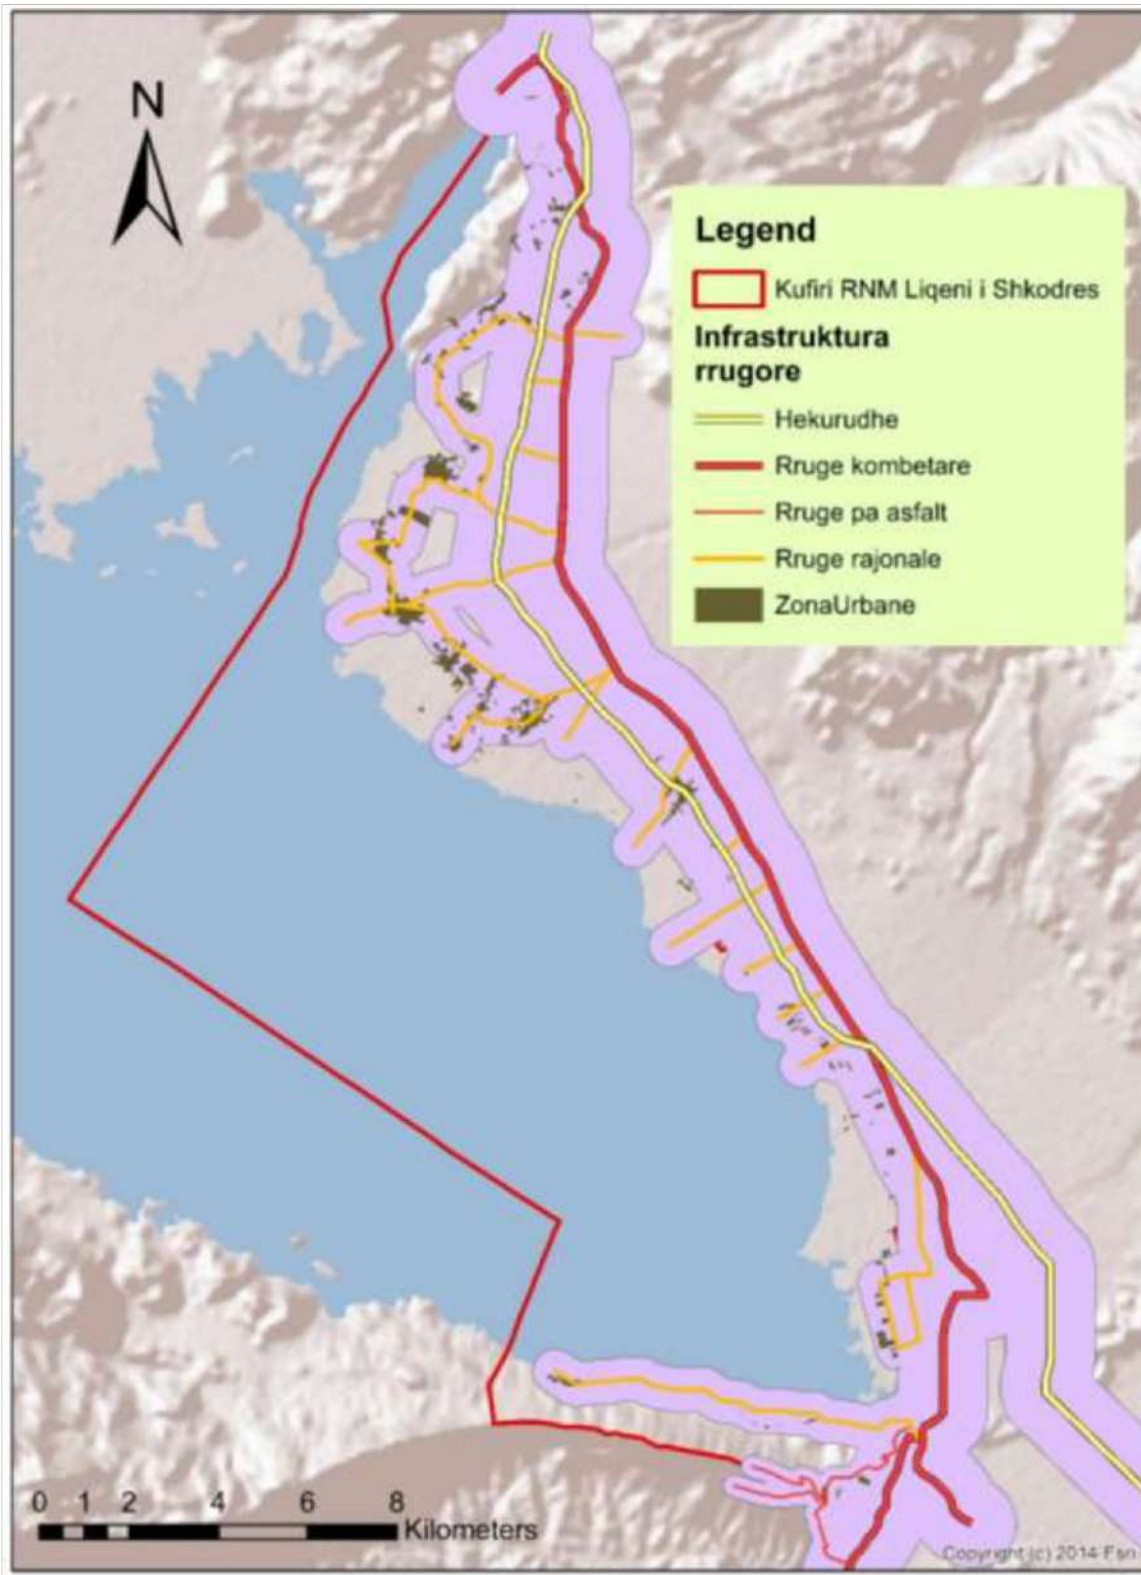 N
Legend
Kufiri RNM Liqeni i Shkodres
Infrastruktura
rrugore
Hekurudhe
Rruge kombetare
Rruge pa asfalt
Rruge rajonale
ZonaUrbane
0 1 2 4 6 8
Kilometers
Copyright (c) 2014 Esri